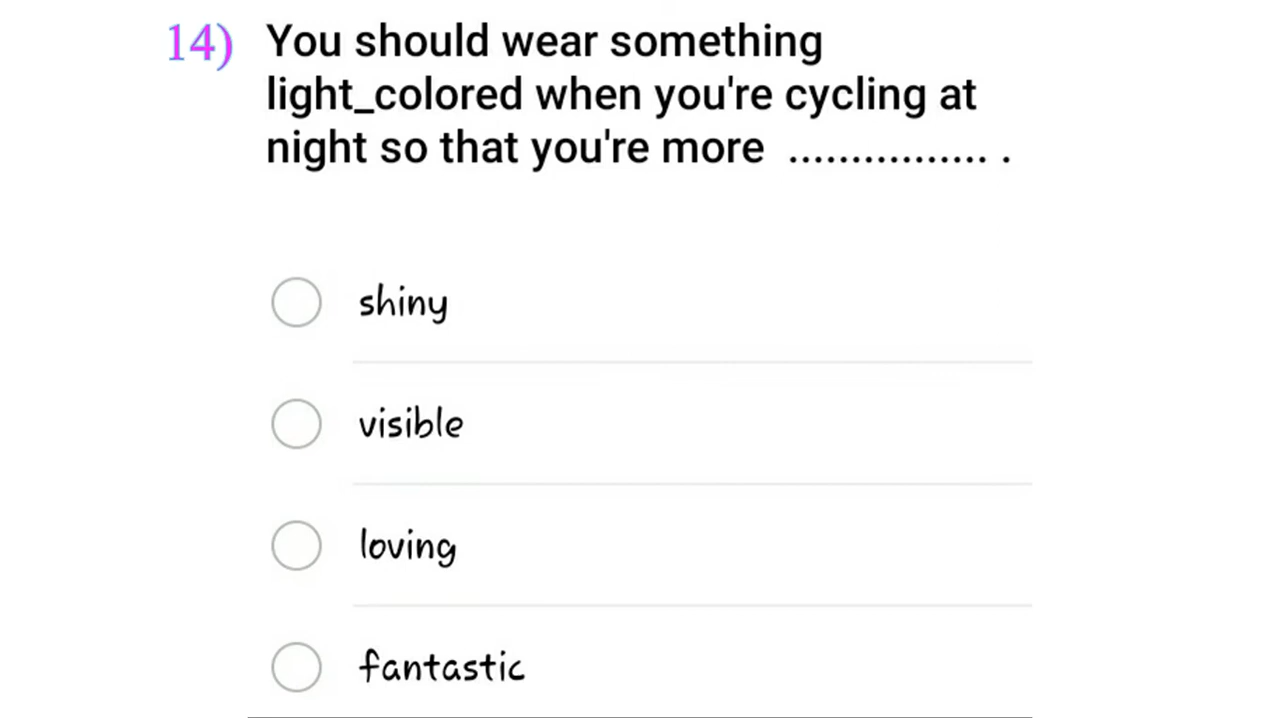 14) You should wear something
light_colored when you're cycling at
night so that you're more ................ .
shiny
visible
loving
fantastic